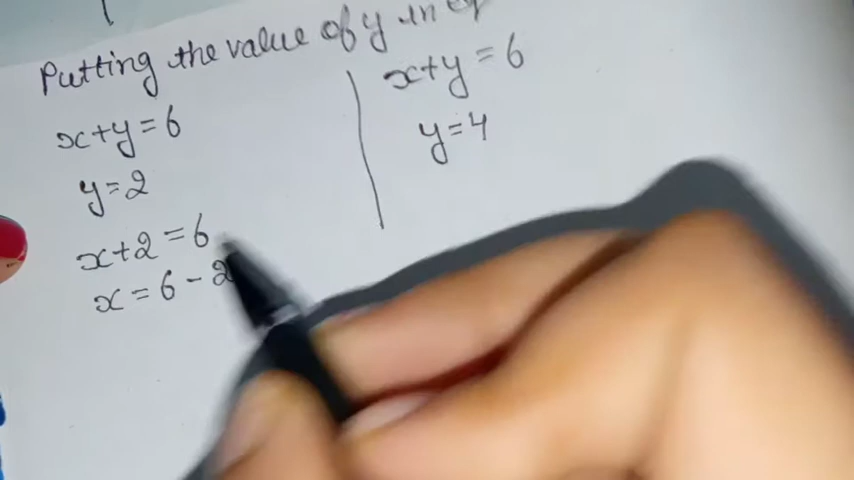 Putting the value of y in
x+y=6
y=2
x+2=6
x=6-2
x+y=6
y=4